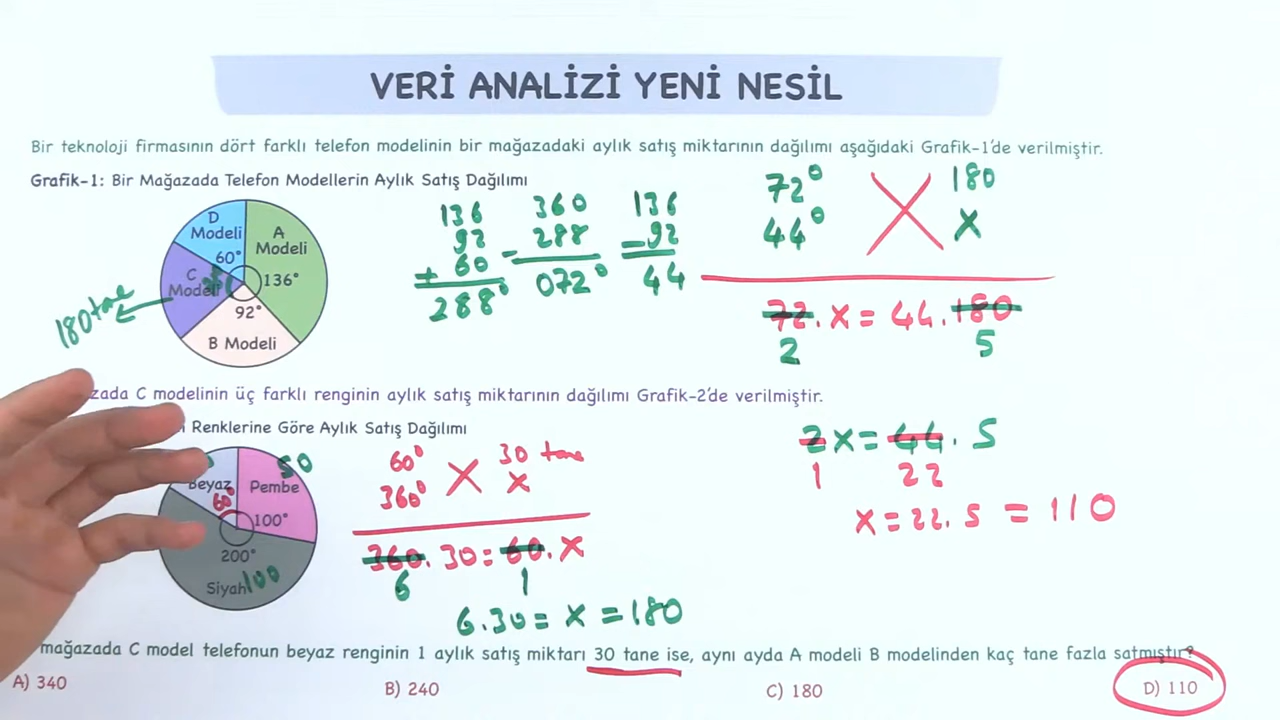 VERİ ANALİZİ YENİ NESİL
Bir teknoloji firmasının dört farklı telefon modelinin bir mağazadaki aylık satış miktarının dağılımı aşağıdaki Grafik-1'de verilmiştir.
Grafik-1: Bir Mağazada Telefon Modellerin Aylık Satış Dağılımı
D
Modeli
60°
A
Modeli
136°
C
Modeli
92°
B Modeli
180 tane
136
92
+ 60
288°
360
- 288
072°
136
- 92
44
72° 180
44° x
72.x = 44.180
2 5
2x = 44.5
1 22
x = 22.5 = 110
zada C modelinin üç farklı renginin aylık satış miktarının dağılımı Grafik-2'de verilmiştir.
Renklerine Göre Aylık Satış Dağılımı
Beyaz
60°
50
Pembe
100°
200°
Siyah 100
60° 30 tane
360° x
360.30 = 60.x
6 1
6.30 = x = 180
mağazada C model telefonun beyaz renginin 1 aylık satış miktarı 30 tane ise, aynı ayda A modeli B modelinden kaç tane fazla satmıştır?
A) 340 B) 240 C) 180 D) 110